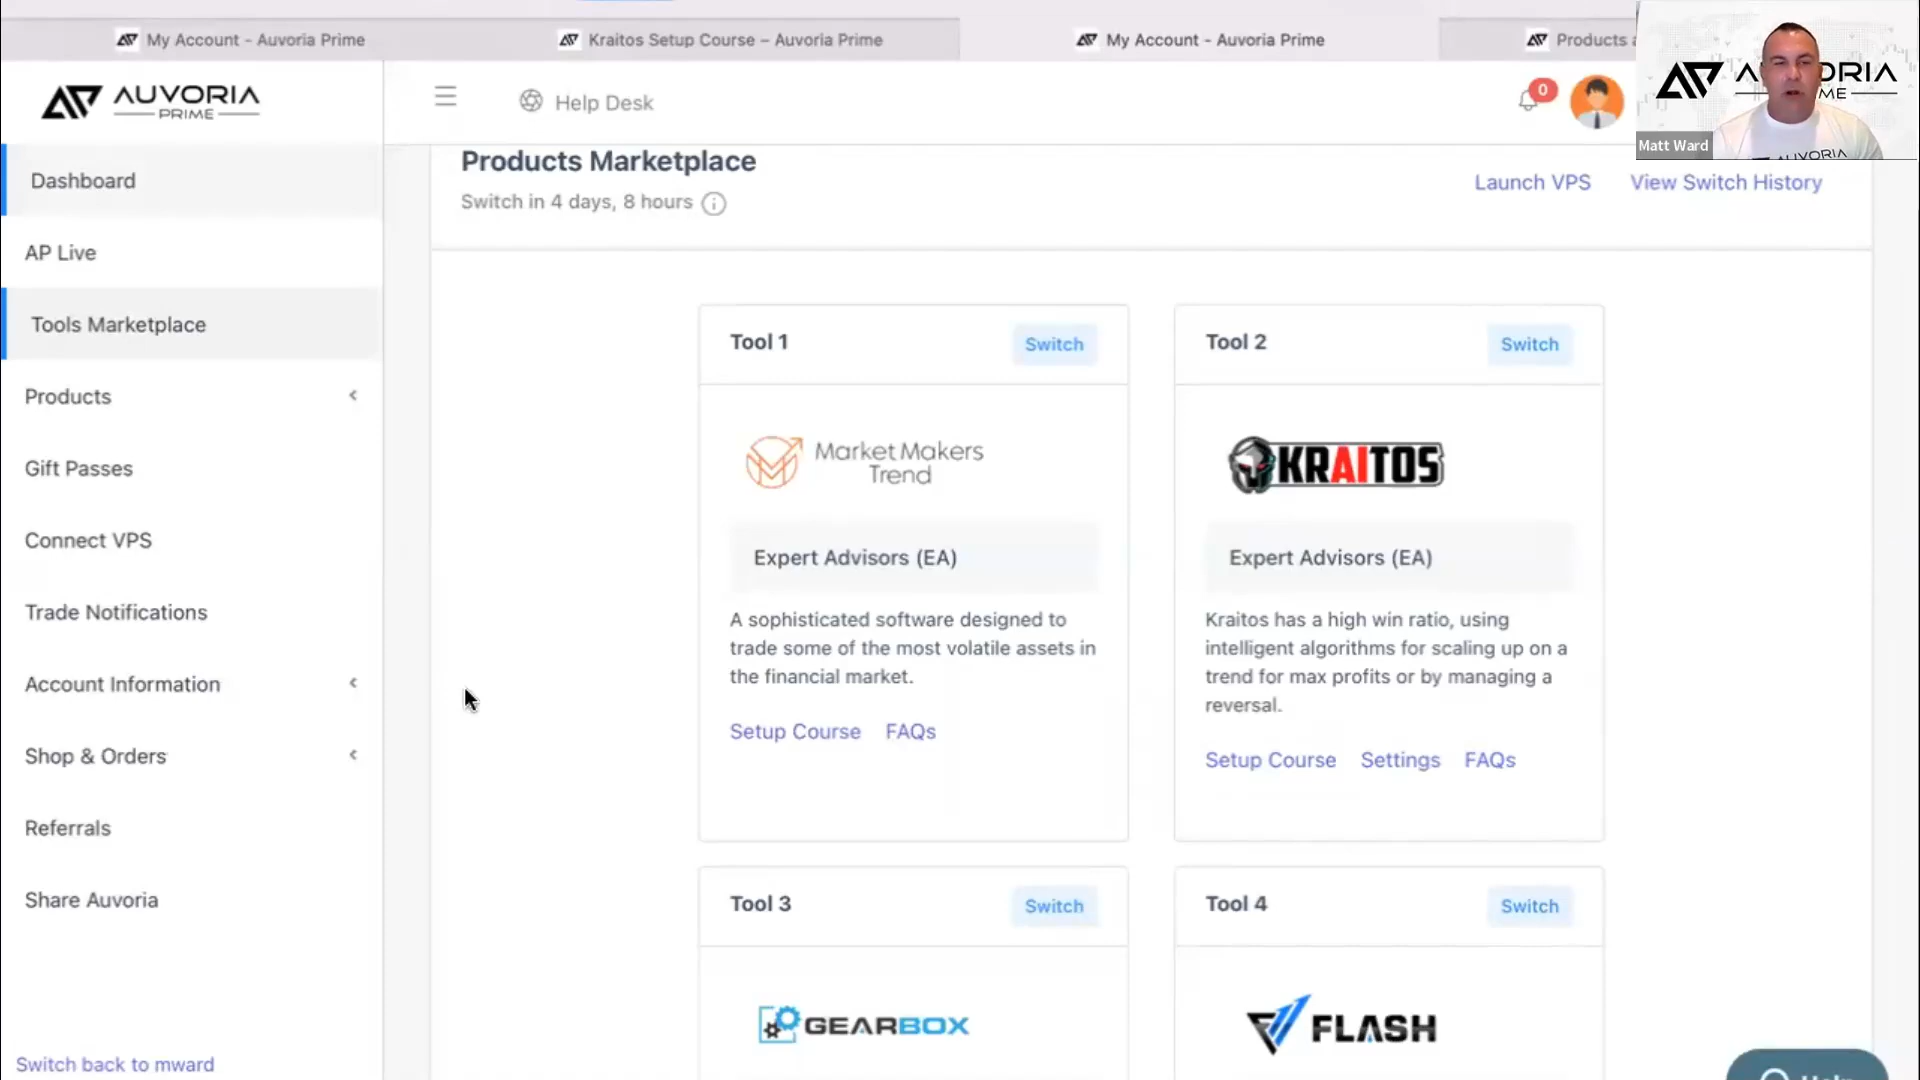 My Account - Auvoria Prime
Kraitos Setup Course – Auvoria Prime
My Account - Auvoria Prime
Products
AUVORIA
PRIME
Help Desk
0
Matt Ward
AUVORIA
Dashboard
AP Live
Tools Marketplace
Products
Gift Passes
Connect VPS
Trade Notifications
Account Information
Shop & Orders
Referrals
Share Auvoria
Switch back to mward
Products Marketplace
Switch in 4 days, 8 hours
Launch VPS
View Switch History
Tool 1
Switch
Market Makers
Trend
Expert Advisors (EA)
A sophisticated software designed to
trade some of the most volatile assets in
the financial market.
Setup Course
FAQs
Tool 2
Switch
KRAITOS
Expert Advisors (EA)
Kraitos has a high win ratio, using
intelligent algorithms for scaling up on a
trend for max profits or by managing a
reversal.
Setup Course
Settings
FAQs
Tool 3
Switch
GEARBOX
Tool 4
Switch
FLASH
Help